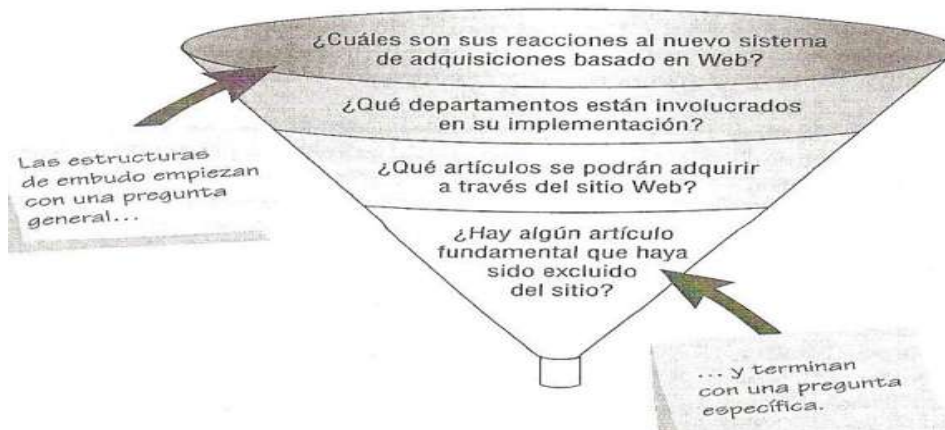 ¿Cuáles son sus reacciones al nuevo sistema
de adquisiciones basado en Web?
¿Qué departamentos están involucrados
en su implementación?
Las estructuras
de embudo empiezan
con una pregunta
general...
¿Qué artículos se podrán adquirir
a través del sitio Web?
¿Hay algún artículo
fundamental que haya
sido excluido
del sitio?
... y terminan
con una pregunta
específica.